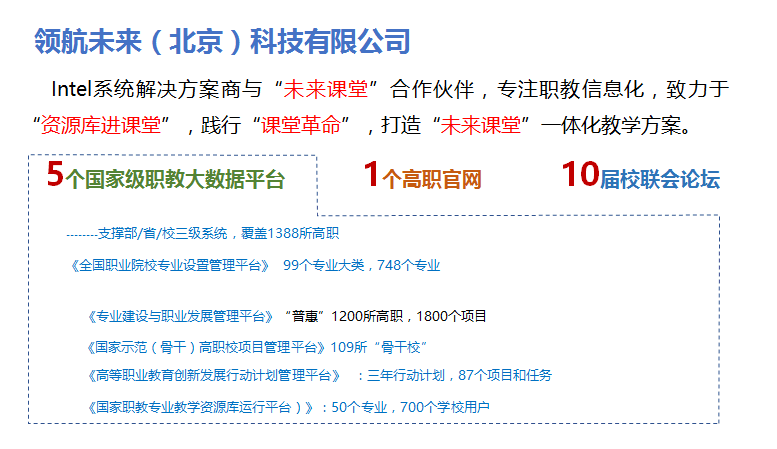 领航未来（北京）科技有限公司
Intel系统解决方案商与“未来课堂”合作伙伴，专注职教信息化，致力于
“资源库进课堂”，践行“课堂革命”，打造“未来课堂”一体化教学方案。
5个国家级职教大数据平台 1个高职官网 10届校联会论坛
--------支撑部/省/校三级系统，覆盖1388所高职
《全国职业院校专业设置管理平台》 99个专业大类，748个专业
《专业建设与职业发展管理平台》“普惠”1200所高职，1800个项目
《国家示范（骨干）高职校项目管理平台》109所“骨干校”
《高等职业教育创新发展行动计划管理平台》 ：三年行动计划，87个项目和任务
《国家职教专业教学资源库运行平台）》：50个专业，700个学校用户